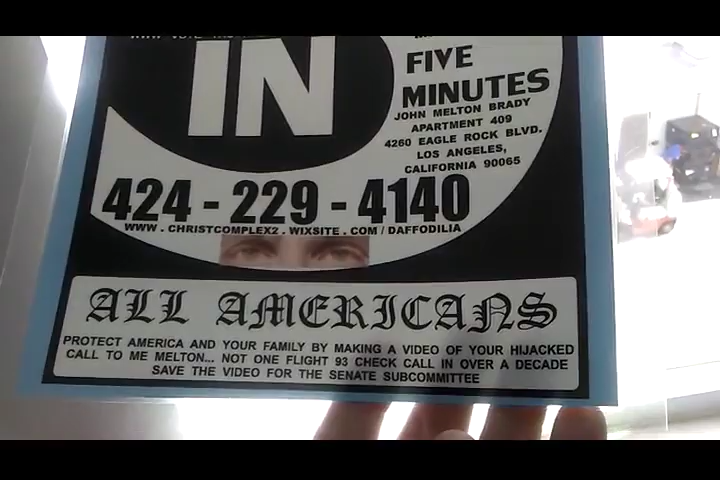 IN
FIVE
MINUTES
JOHN MELTON BRADY
APARTMENT 409
4260 EAGLE ROCK BLVD.
LOS ANGELES,
CALIFORNIA 90065
424 - 229 - 4140
WWW . CHRISTCOMPLEX2 . WIXSITE . COM / DAFFODILIA
ALL AMERICANS
PROTECT AMERICA AND YOUR FAMILY BY MAKING A VIDEO OF YOUR HIJACKED
CALL TO ME MELTON... NOT ONE FLIGHT 93 CHECK CALL IN OVER A DECADE
SAVE THE VIDEO FOR THE SENATE SUBCOMMITTEE